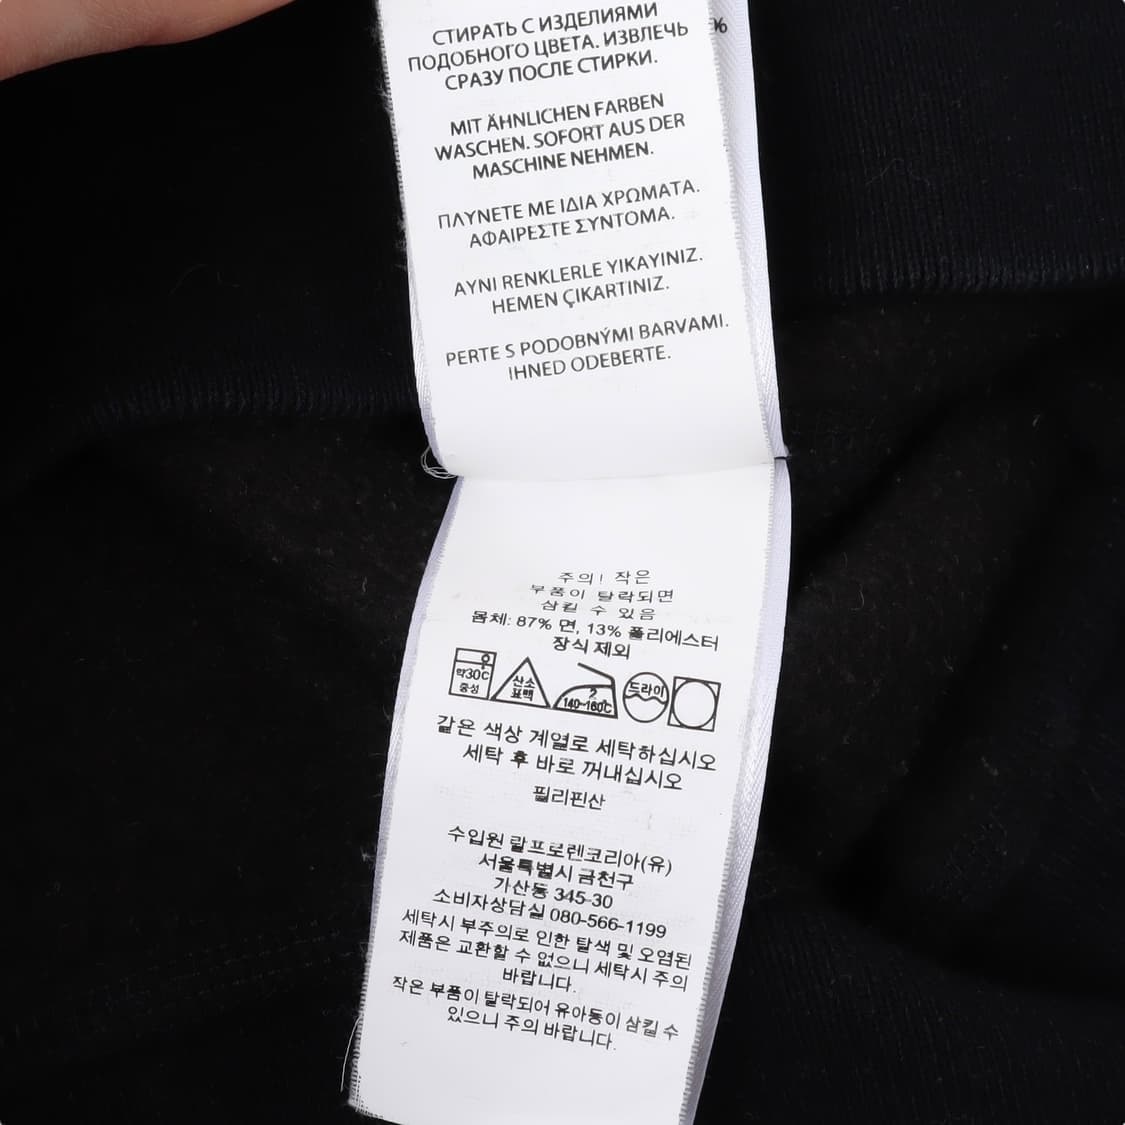 %
СТИРАТЬ С ИЗДЕЛИЯМИ
ПОДОБНОГО ЦВЕТА. ИЗВЛЕЧЬ
СРАЗУ ПОСЛЕ СТИРКИ.
MIT ÄHNLICHEN FARBEN
WASCHEN. SOFORT AUS DER
MASCHINE NEHMEN.
ΠΛΥΝΕΤΕ ΜΕ ΙΔΙΑ ΧΡΩΜΑΤΑ.
ΑΦΑΙΡΕΣΤΕ ΣΥΝΤΟΜΑ.
AYNI RENKLERLE YIKAYINIZ.
HEMEN ÇIKARTINIZ.
PERTE S PODOBNÝMI BARVAMI.
IHNED ODEBERTE.
주의! 작은
부품이 탈락되면
삼킬 수 있음
몸체: 87% 면, 13% 폴리에스터
장식 제외
약30℃
중성
산소
표백
2
140~160℃
드라이
같은 색상 계열로 세탁하십시오
세탁 후 바로 꺼내십시오
필리핀산
수입원 랄프로렌코리아(유)
서울특별시 금천구
가산동 345-30
소비자상담실 080-566-1199
세탁시 부주의로 인한 탈색 및 오염된
제품은 교환할 수 없으니 세탁시 주의
바랍니다.
작은 부품이 탈락되어 유아동이 삼킬 수
있으니 주의 바랍니다.